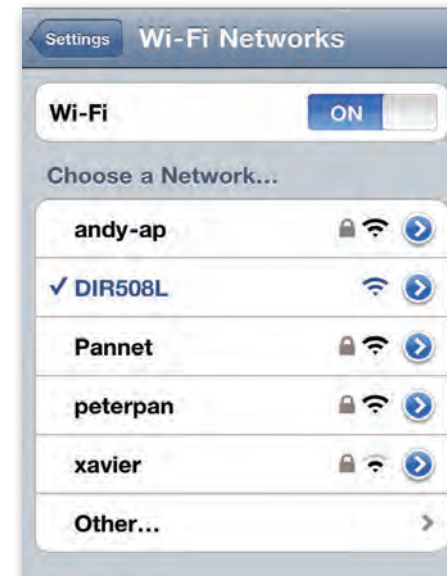 Settings
Wi-Fi Networks
Wi-Fi
ON
Choose a Network...
andy-ap
DIR508L
Pannet
peterpan
xavier
Other...